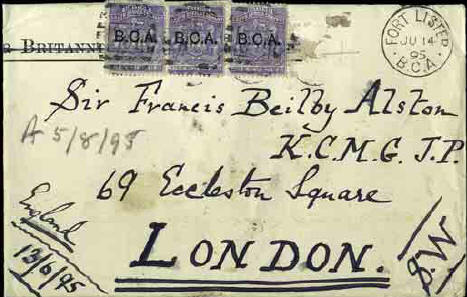 B.C.A. B.C.A. B.C.A.
BRITANNI
FORT LISTER
JU 14
95
B.C.A.
Sir Francis Beilby Alston
K.C.M.G. J.P.
A 5/8/95
69 Eccleston Square
LONDON.
S.W
England
13/6/95